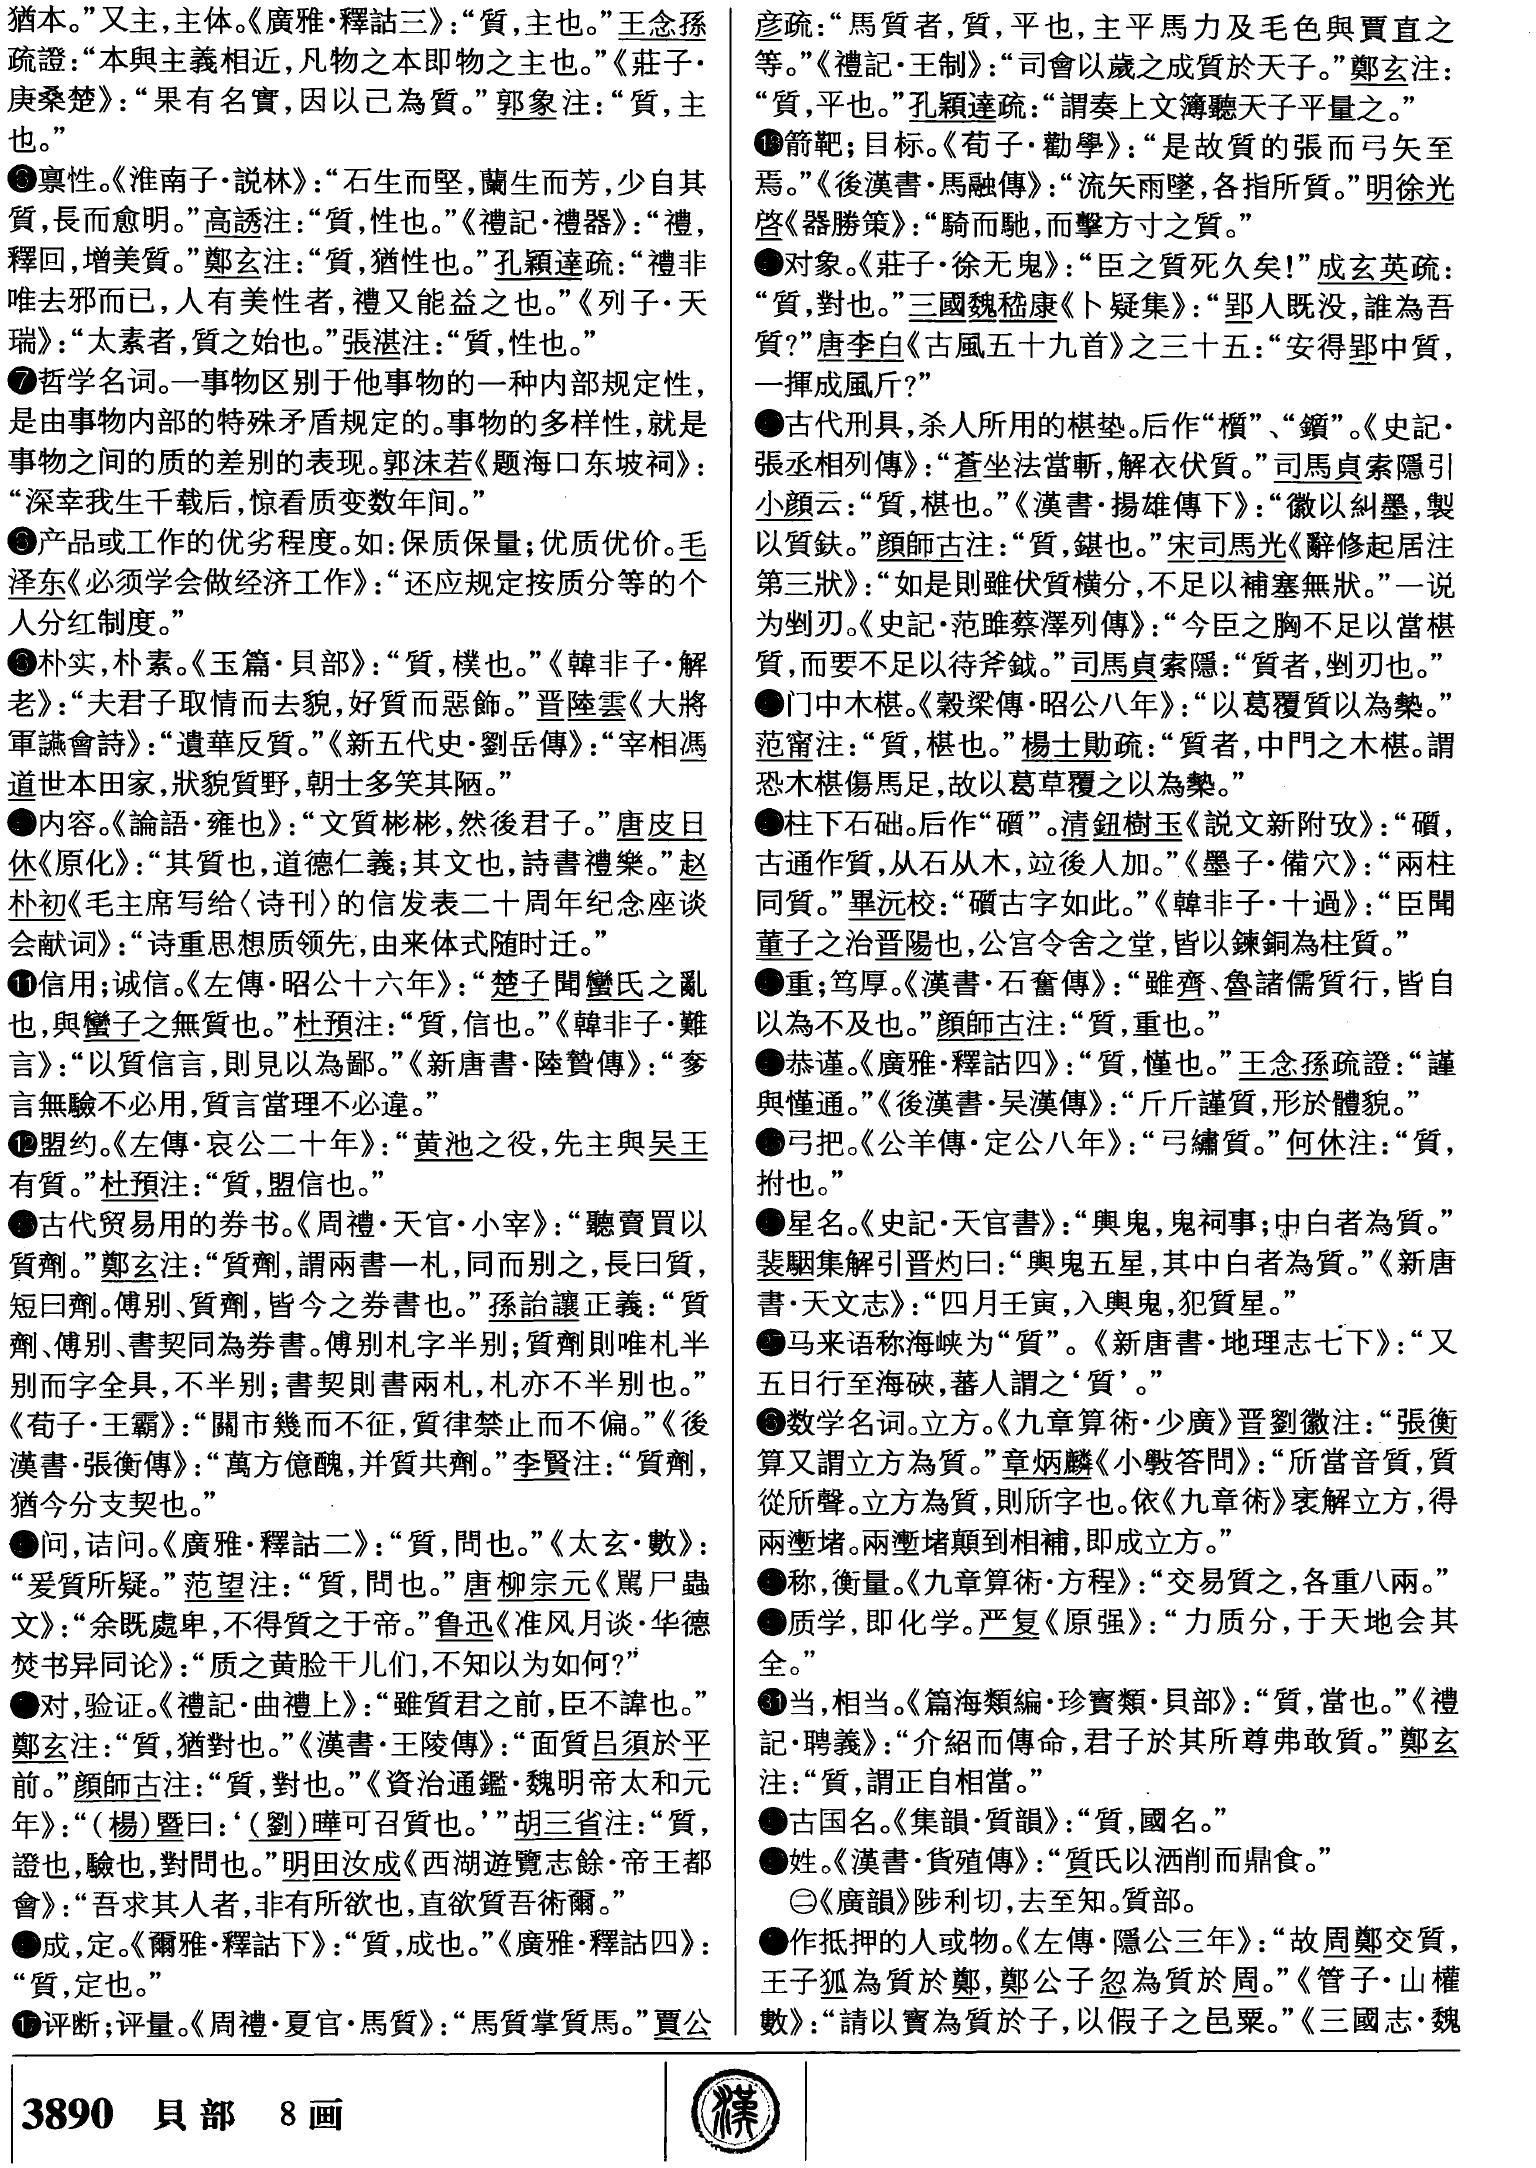 猶本。”又主，主体。《廣雅·釋詁三》：“質，主也。”王念孫
疏證：“本與主義相近，凡物之本即物之主也。”《莊子·
庚桑楚》：“果有名實，因以己為質。”郭象注：“質，主
也。”
❻禀性。《淮南子·説林》：“石生而堅，蘭生而芳，少自其
質，長而愈明。”高誘注：“質，性也。”《禮記·禮器》：“禮，
釋回，增美質。”鄭玄注：“質，猶性也。”孔穎達疏：“禮非
唯去邪而已，人有美性者，禮又能益之也。”《列子·天
瑞》：“太素者，質之始也。”張湛注：“質，性也。”
❼哲学名词。一事物区别于他事物的一种内部规定性，
是由事物内部的特殊矛盾规定的。事物的多样性，就是
事物之间的质的差别的表现。郭沫若《题海口东坡祠》：
“深幸我生千载后，惊看质变数年间。”
❽产品或工作的优劣程度。如：保质保量；优质优价。毛
泽东《必须学会做经济工作》：“还应规定按质分等的个
人分红制度。”
❾朴实，朴素。《玉篇·貝部》：“質，樸也。”《韓非子·解
老》：“夫君子取情而去貌，好質而惡飾。”晋陸雲《大將
軍讌會詩》：“遺華反質。”《新五代史·劉岳傳》：“宰相馮
道世本田家，狀貌質野，朝士多笑其陋。”
❿内容。《論語·雍也》：“文質彬彬，然後君子。”唐皮日
休《原化》：“其質也，道德仁義；其文也，詩書禮樂。”赵
朴初《毛主席写给〈诗刊〉的信发表二十周年纪念座谈
会献词》：“诗重思想质领先，由来体式随时迁。”
⓫信用；诚信。《左傳·昭公十六年》：“楚子聞蠻氏之亂
也，與蠻子之無質也。”杜預注：“質，信也。”《韓非子·難
言》：“以質信言，則見以為鄙。”《新唐書·陸贄傳》：“奓
言無驗不必用，質言當理不必違。”
⓬盟约。《左傳·哀公二十年》：“黄池之役，先主與吴王
有質。”杜預注：“質，盟信也。”
⓭古代贸易用的券书。《周禮·天官·小宰》：“聽賣買以
質劑。”鄭玄注：“質劑，謂兩書一札，同而别之，長曰質，
短曰劑。傅别、質劑，皆今之券書也。”孫詒讓正義：“質
劑、傅别、書契同為券書。傅别札字半别；質劑則唯札半
别而字全具，不半别；書契則書兩札，札亦不半别也。”
《荀子·王霸》：“關市幾而不征，質律禁止而不偏。”《後
漢書·張衡傳》：“萬方億醜，并質共劑。”李賢注：“質劑，
猶今分支契也。”
⓮问，诘问。《廣雅·釋詁二》：“質，問也。”《太玄·數》：
“爰質所疑。”范望注：“質，問也。”唐柳宗元《罵尸蟲
文》：“余既處卑，不得質之于帝。”鲁迅《准风月谈·华德
焚书异同论》：“质之黄脸干儿们，不知以为如何？”
⓯对，验证。《禮記·曲禮上》：“雖質君之前，臣不諱也。”
鄭玄注：“質，猶對也。”《漢書·王陵傳》：“面質吕須於平
前。”顔師古注：“質，對也。”《資治通鑑·魏明帝太和元
年》：“（楊）暨曰：‘（劉）曄可召質也。’”胡三省注：“質，
證也，驗也，對問也。”明田汝成《西湖遊覽志餘·帝王都
會》：“吾求其人者，非有所欲也，直欲質吾術爾。”
⓰成，定。《爾雅·釋詁下》：“質，成也。”《廣雅·釋詁四》：
“質，定也。”
⓱评断；评量。《周禮·夏官·馬質》：“馬質掌質馬。”賈公
彦疏：“馬質者，質，平也，主平馬力及毛色與賈直之
等。”《禮記·王制》：“司會以歲之成質於天子。”鄭玄注：
“質，平也。”孔穎達疏：“謂奏上文簿聽天子平量之。”
⓲箭靶；目标。《荀子·勸學》：“是故質的張而弓矢至
焉。”《後漢書·馬融傳》：“流矢雨墜，各指所質。”明徐光
啓《器勝策》：“騎而馳，而擊方寸之質。”
⓳对象。《莊子·徐无鬼》：“臣之質死久矣！”成玄英疏：
“質，對也。”三國魏嵇康《卜疑集》：“郢人既没，誰為吾
質？”唐李白《古風五十九首》之三十五：“安得郢中質，
一揮成風斤？”
⓴古代刑具，杀人所用的椹垫。后作“櫍”、“鑕”。《史記·
張丞相列傳》：“蒼坐法當斬，解衣伏質。”司馬貞索隱引
小顔云：“質，椹也。”《漢書·揚雄傳下》：“徽以糾墨，製
以質鈇。”顔師古注：“質，鍖也。”宋司馬光《辭修起居注
第三狀》：“如是則雖伏質横分，不足以補塞無狀。”一说
为剉刃。《史記·范雎蔡澤列傳》：“今臣之胸不足以當椹
質，而要不足以待斧鉞。”司馬貞索隱：“質者，剉刃也。”
㉑门中木椹。《穀梁傳·昭公八年》：“以葛覆質以為槷。”
范甯注：“質，椹也。”楊士勛疏：“質者，中門之木椹。謂
恐木椹傷馬足，故以葛草覆之以為槷。”
㉒柱下石础。后作“礩”。清鈕樹玉《説文新附攷》：“礩，
古通作質，从石从木，竝後人加。”《墨子·備穴》：“兩柱
同質。”畢沅校：“礩古字如此。”《韓非子·十過》：“臣聞
董子之治晋陽也，公宫令舍之堂，皆以鍊銅為柱質。”
㉓重；笃厚。《漢書·石奮傳》：“雖齊、魯諸儒質行，皆自
以為不及也。”顔師古注：“質，重也。”
㉔恭谨。《廣雅·釋詁四》：“質，慬也。”王念孫疏證：“謹
與慬通。”《後漢書·吴漢傳》：“斤斤謹質，形於體貌。”
㉕弓把。《公羊傳·定公八年》：“弓繡質。”何休注：“質，
拊也。”
㉖星名。《史記·天官書》：“輿鬼，鬼祠事；中白者為質。”
裴駰集解引晋灼曰：“輿鬼五星，其中白者為質。”《新唐
書·天文志》：“四月壬寅，入輿鬼，犯質星。”
㉗马来语称海峡为“質”。《新唐書·地理志七下》：“又
五日行至海硤，蕃人謂之‘質’。”
㉘数学名词。立方。《九章算術·少廣》晋劉徽注：“張衡
算又謂立方為質。”章炳麟《小斅答問》：“斦當音質，質
從斦聲。立方為質，則斦字也。依《九章術》衺解立方，得
兩壍堵。兩壍堵顛到相補，即成立方。”
㉙称，衡量。《九章算術·方程》：“交易質之，各重八兩。”
㉚质学，即化学。严复《原强》：“力质分，于天地会其
全。”
㉛当，相当。《篇海類編·珍寶類·貝部》：“質，當也。”《禮
記·聘義》：“介紹而傳命，君子於其所尊弗敢質。”鄭玄
注：“質，謂正自相當。”
㉜古国名。《集韻·質韻》：“質，國名。”
㉝姓。《漢書·貨殖傳》：“質氏以洒削而鼎食。”
㊁《廣韻》陟利切，去至知。質部。
❶作抵押的人或物。《左傳·隱公三年》：“故周鄭交質，
王子狐為質於鄭，鄭公子忽為質於周。”《管子·山權
數》：“請以寳為質於子，以假子之邑粟。”《三國志·魏
3890 貝部 8画
漢